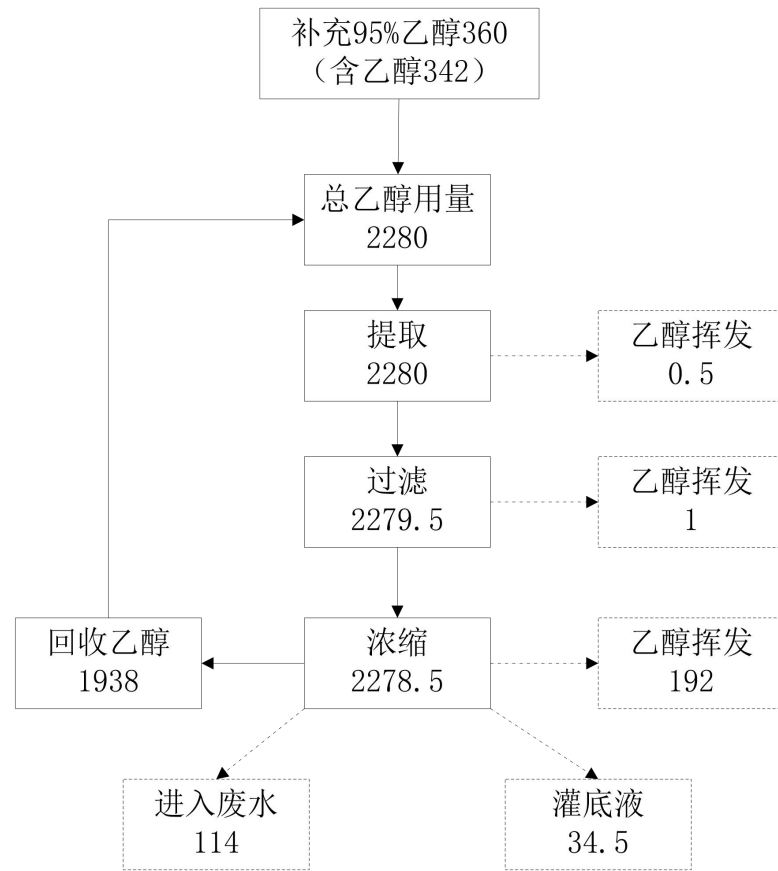 补充95%乙醇360
（含乙醇342）
总乙醇用量
2280
提取
2280
乙醇挥发
0.5
过滤
2279.5
乙醇挥发
1
回收乙醇
1938
浓缩
2278.5
乙醇挥发
192
进入废水
114
灌底液
34.5